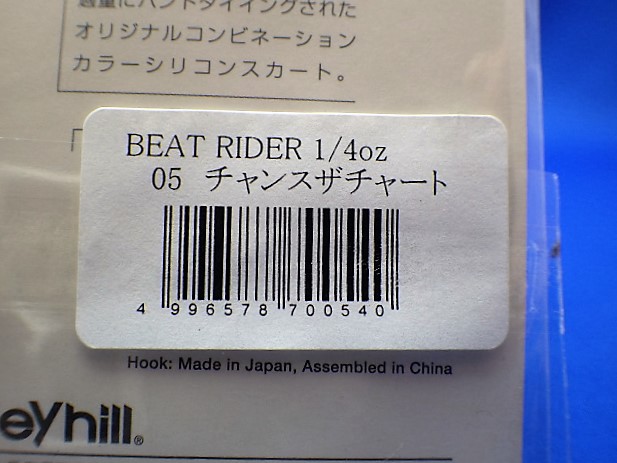 適量にハンドタイイングされた
オリジナルコンビネーション
カラーシリコンスカート。
BEAT RIDER 1/4oz
05 チャンスザチャート
4 996578 700540
Hook: Made in Japan, Assembled in China
eyhill®